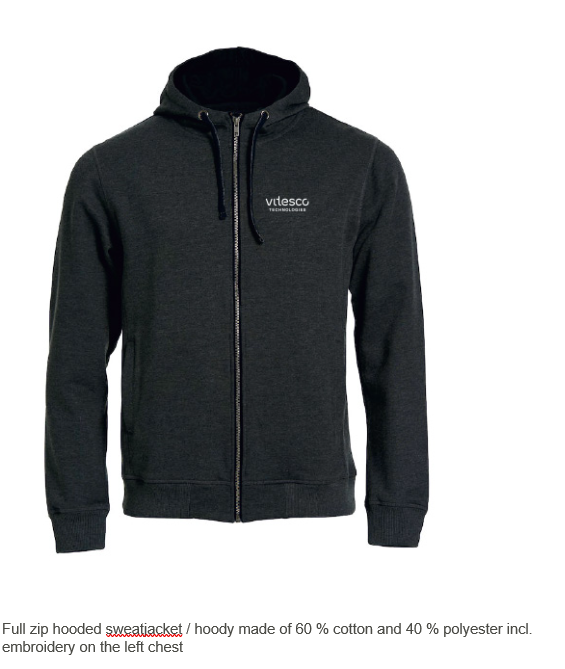 vitesco
TECHNOLOGIES
Full zip hooded sweatjacket / hoody made of 60 % cotton and 40 % polyester incl.
embroidery on the left chest